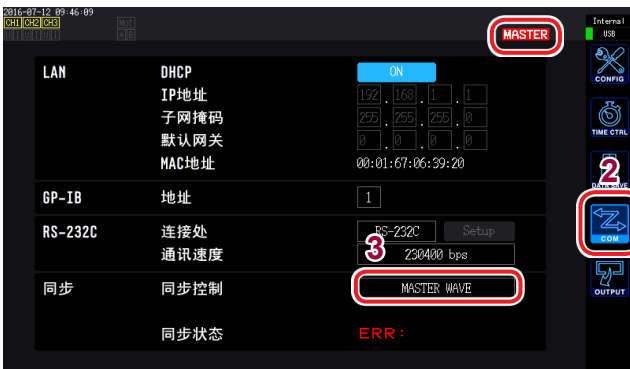 2016-07-12 09:46:09
CH1 CH2 CH3 Mot
U I U I U I A B
MASTER
Internal
USB
LAN DHCP ON
IP地址 192 . 168 . 1 . 1
子网掩码 255 . 255 . 255 . 0
默认网关 0 . 0 . 0 . 0
MAC地址 00:01:67:06:39:20
GP-IB 地址 1
RS-232C 连接处 RS-232C Setup
通讯速度 230400 bps
3
同步 同步控制 MASTER WAVE
同步状态 ERR:
CONFIG
TIME CTRL
2
DATA SAVE
COM
OUTPUT